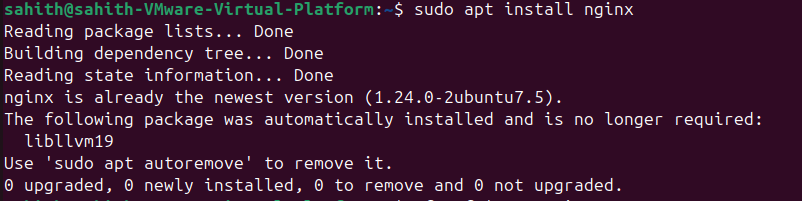 sahith@sahith-VMware-Virtual-Platform:~$ sudo apt install nginx
Reading package lists... Done
Building dependency tree... Done
Reading state information... Done
nginx is already the newest version (1.24.0-2ubuntu7.5).
The following package was automatically installed and is no longer required:
  libllvm19
Use 'sudo apt autoremove' to remove it.
0 upgraded, 0 newly installed, 0 to remove and 0 not upgraded.